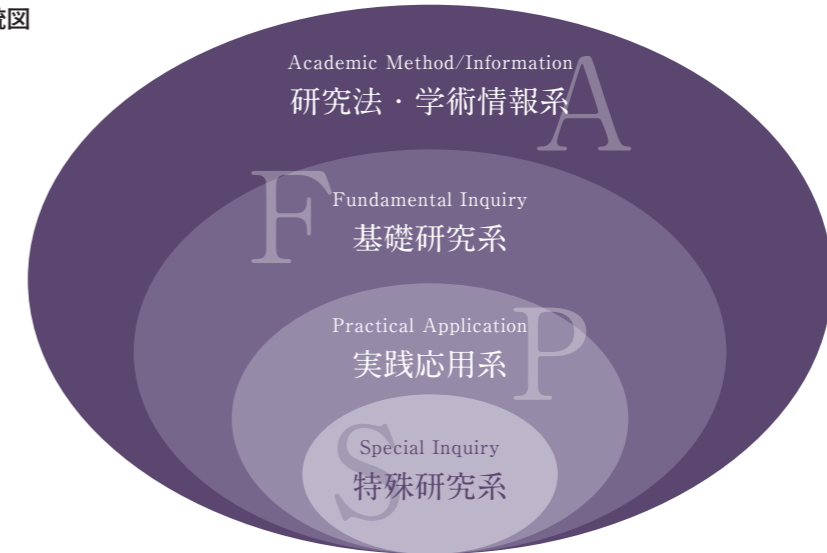 統図
Academic Method/Information
研究法・学術情報系
A
F
Fundamental Inquiry
基礎研究系
P
Practical Application
実践応用系
S
Special Inquiry
特殊研究系